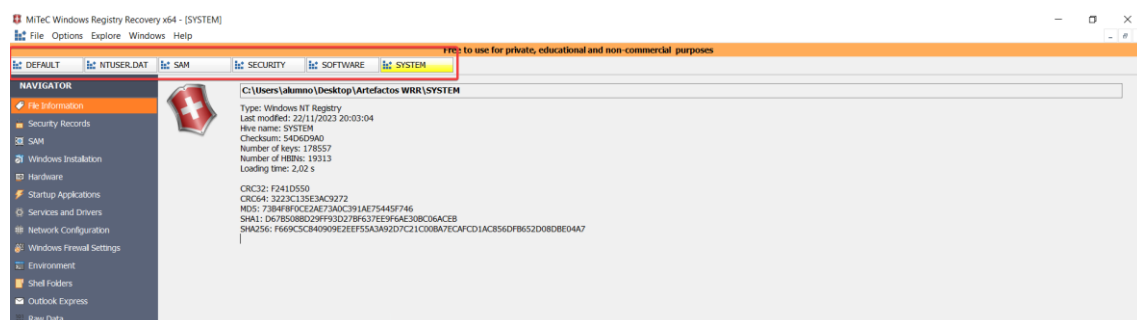 MiTeC Windows Registry Recovery x64 - [SYSTEM]
File Options Explore Windows Help
Free to use for private, educational and non-commercial purposes
DEFAULT NTUSER.DAT SAM SECURITY SOFTWARE SYSTEM
NAVIGATOR
C:\Users\alumno\Desktop\Artefactos WRR\SYSTEM
File Information
Type: Windows NT Registry
Last modified: 22/11/2023 20:03:04
Hive name: SYSTEM
Checksum: 54D6D9A0
Number of keys: 178557
Number of HBINs: 19313
Loading time: 2,02 s
CRC32: F241D550
CRC64: 3223C135E3AC9272
MD5: 73B4F8F0CE2AE73A0C391AE75445F746
SHA1: D67B508BD29FF93D27BF637EE9F6AE30BC06ACEB
SHA256: F669C5CB40909E2EEF55A3A92D7C21C00BA7ECAFCD1AC856DFB652D08DBE04A7
Security Records
SAM
Windows Instalation
Hardware
Startup Applications
Services and Drivers
Network Configuration
Windows Firewall Settings
Environment
Shell Folders
Outlook Express
Raw Data